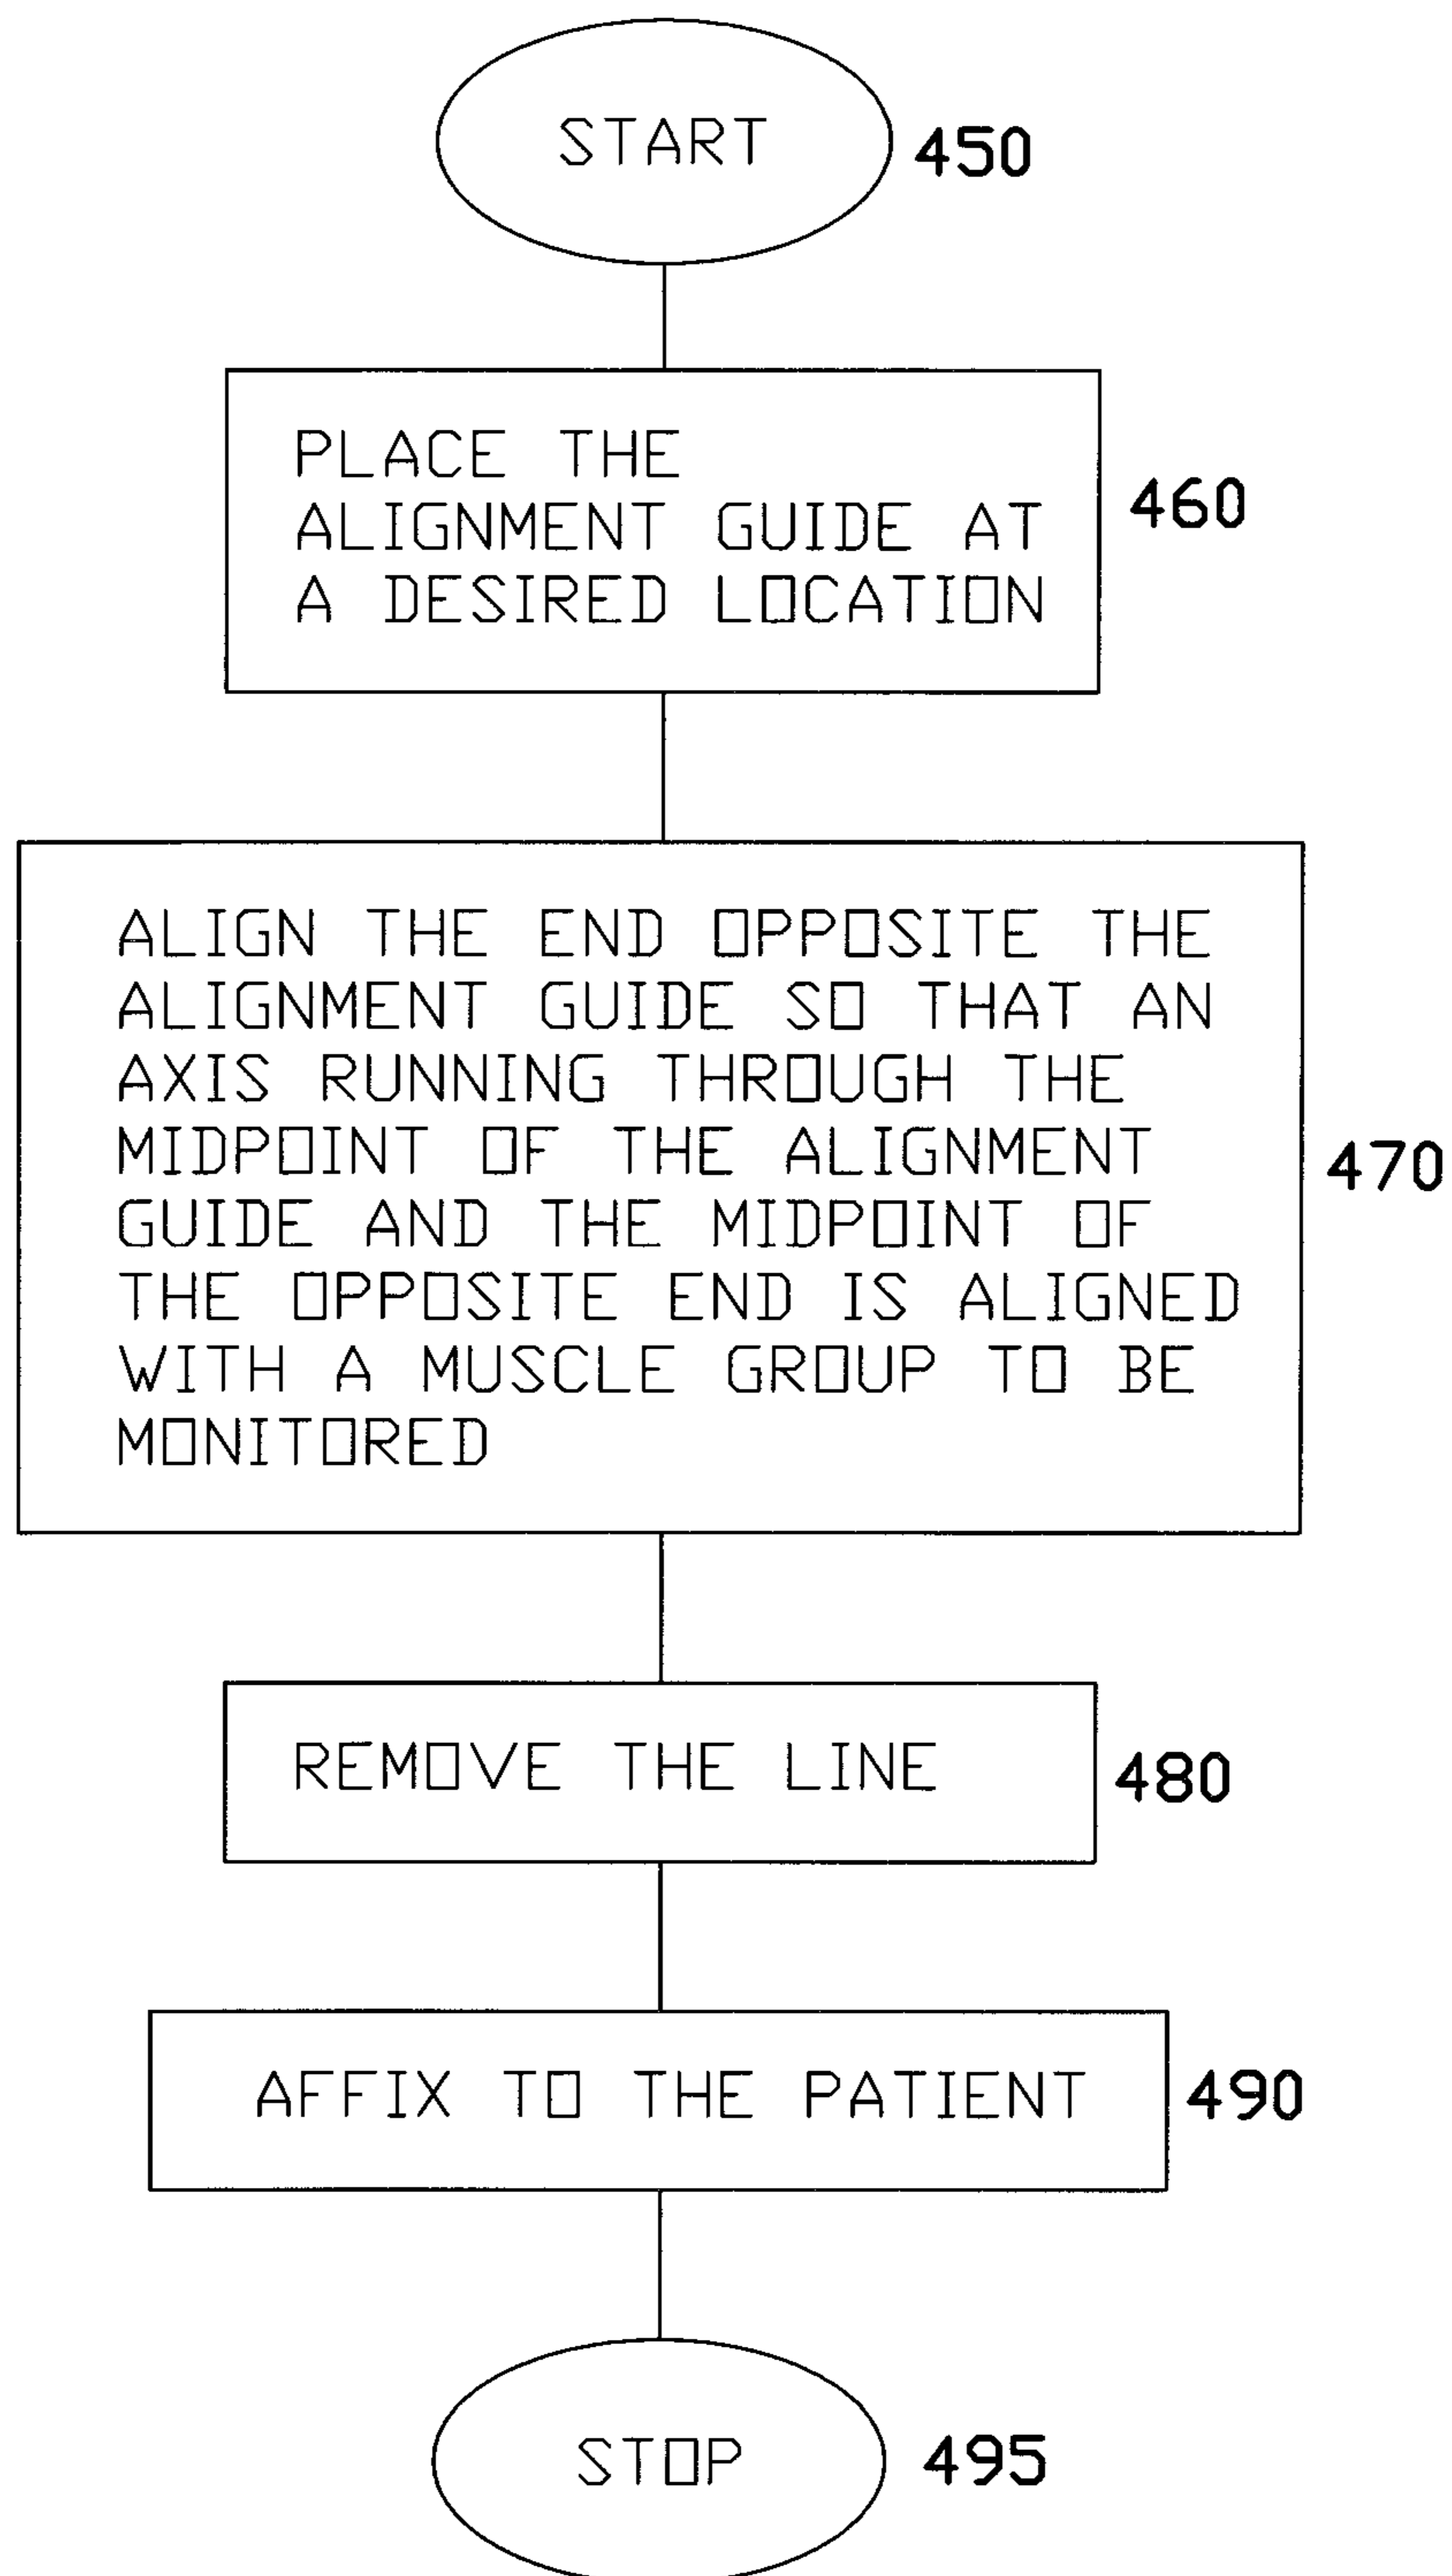 START
450
PLACE THE
ALIGNMENT GUIDE AT
A DESIRED LOCATION
460
ALIGN THE END OPPOSITE THE
ALIGNMENT GUIDE SO THAT AN
AXIS RUNNING THROUGH THE
MIDPOINT OF THE ALIGNMENT
GUIDE AND THE MIDPOINT OF
THE OPPOSITE END IS ALIGNED
WITH A MUSCLE GROUP TO BE
MONITORED
470
REMOVE THE LINE
480
AFFIX TO THE PATIENT
490
STOP
495